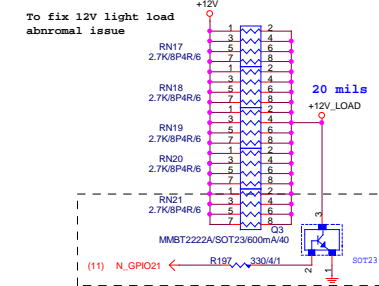 +12V
To fix 12V light load
abnromal issue
1 2
3 4
RN17
5 6
2.7K/8P4R/6
7 8
1 2
3 4
RN18
5 6
2.7K/8P4R/6
7 8
20 mils
1 2
+12V_LOAD
3 4
RN19
5 6
2.7K/8P4R/6
7 8
1 2
RN20
3 4
2.7K/8P4R/6
5 6
7 8
1 2
RN21
3 4
2.7K/8P4R/6
5 6
7 8
Q3
3
MMBT2222A/SOT23/600mA/40
(11) N_GPIO21
R197 330/4/1
2 1
SOT23